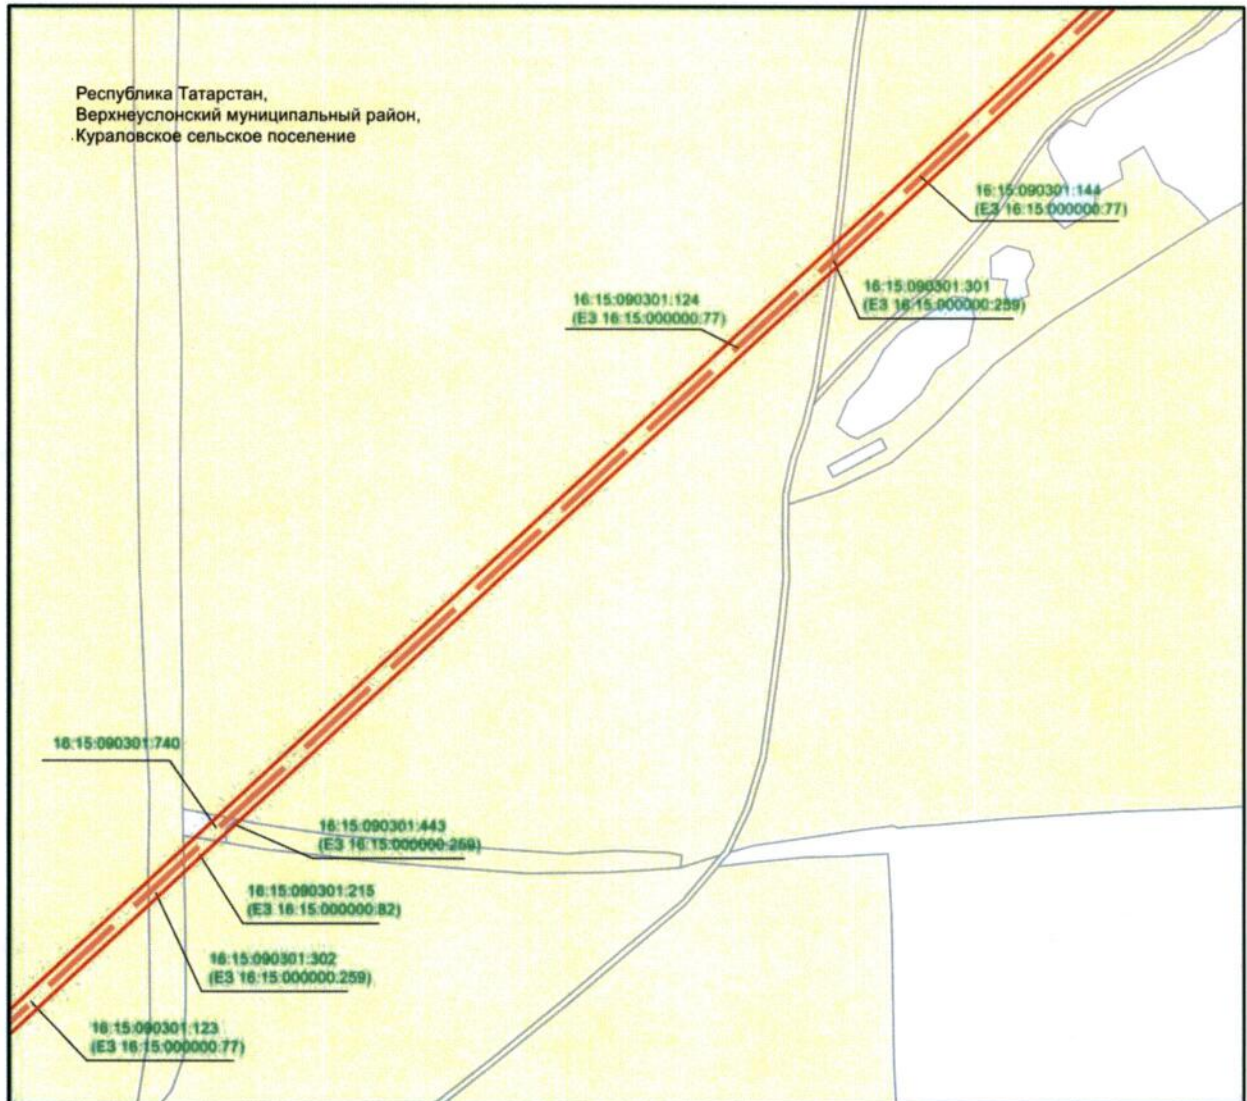 Республика Татарстан,
Верхнеуслонский муниципальный район,
Кураловское сельское поселение
16:15:090301:144
(ЕЗ 16:15:000000:77)
16:15:090301:301
(ЕЗ 16:15:000000:259)
16:15:090301:124
(ЕЗ 16:15:000000:77)
16:15:090301:740
16:15:090301:443
(ЕЗ 16:15:000000:259)
16:15:090301:215
(ЕЗ 16:15:000000:82)
16:15:090301:302
(ЕЗ 16:15:000000:259)
16:15:090301:123
(ЕЗ 16:15:000000:77)